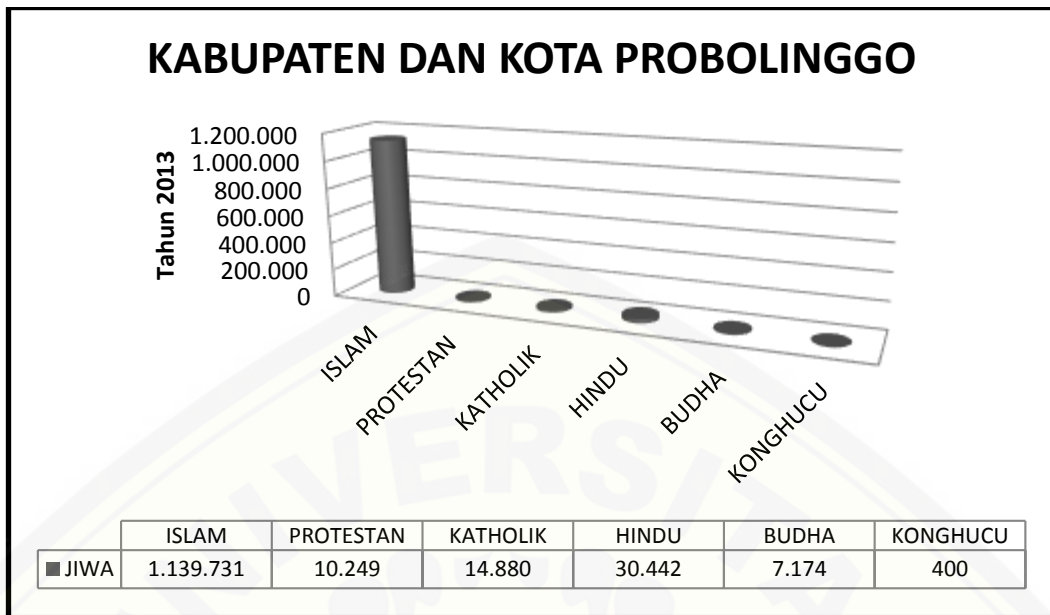 KABUPATEN DAN KOTA PROBOLINGGO
Tahun 2013
1.200.000
1.000.000
800.000
600.000
400.000
200.000
0
ISLAM
PROTESTAN
KATHOLIK
HINDU
BUDHA
KONGHUCU
ISLAM PROTESTAN KATHOLIK HINDU BUDHA KONGHUCU
JIWA 1.139.731 10.249 14.880 30.442 7.174 400
UNIVERSITA